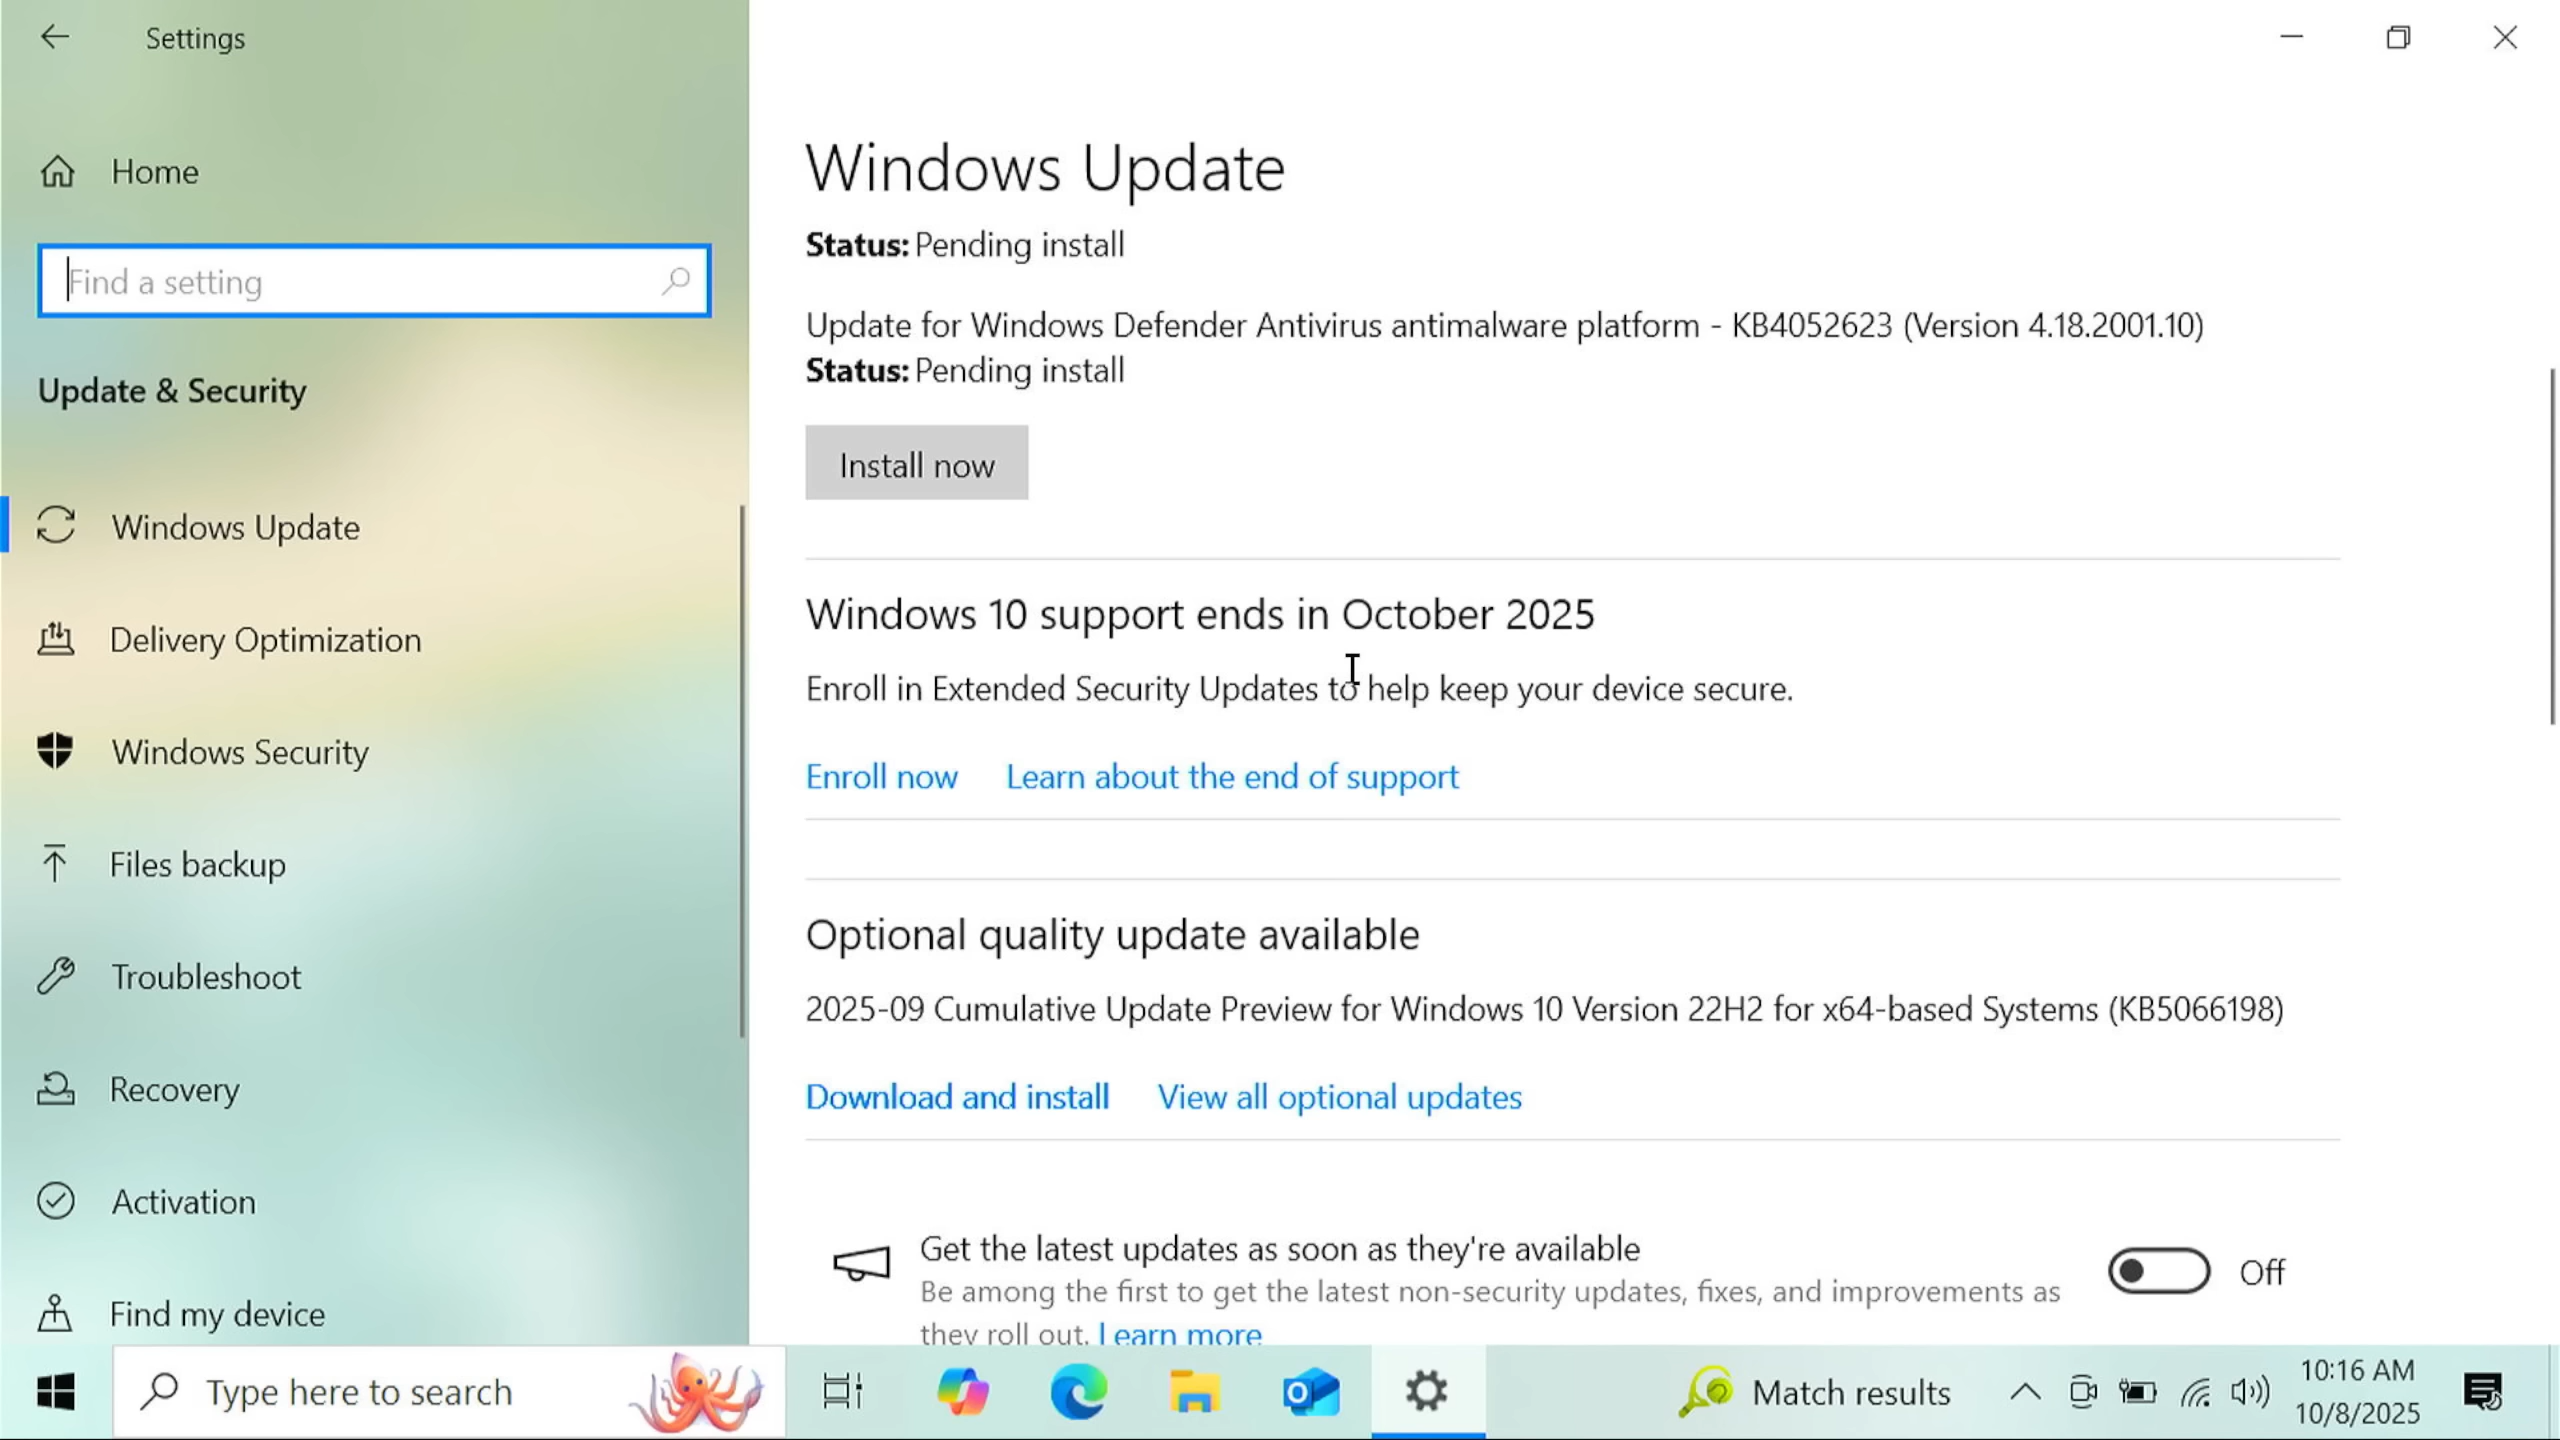 Settings
Home
Find a setting
Update & Security
Windows Update
Delivery Optimization
Windows Security
Files backup
Troubleshoot
Recovery
Activation
Find my device
Windows Update
Status: Pending install
Update for Windows Defender Antivirus antimalware platform - KB4052623 (Version 4.18.2001.10)
Status: Pending install
Install now
Windows 10 support ends in October 2025
Enroll in Extended Security Updates to help keep your device secure.
Enroll now Learn about the end of support
Optional quality update available
2025-09 Cumulative Update Preview for Windows 10 Version 22H2 for x64-based Systems (KB5066198)
Download and install View all optional updates
Get the latest updates as soon as they're available
Off
Be among the first to get the latest non-security updates, fixes, and improvements as
they roll out. Learn more
Type here to search
Match results
10:16 AM
10/8/2025